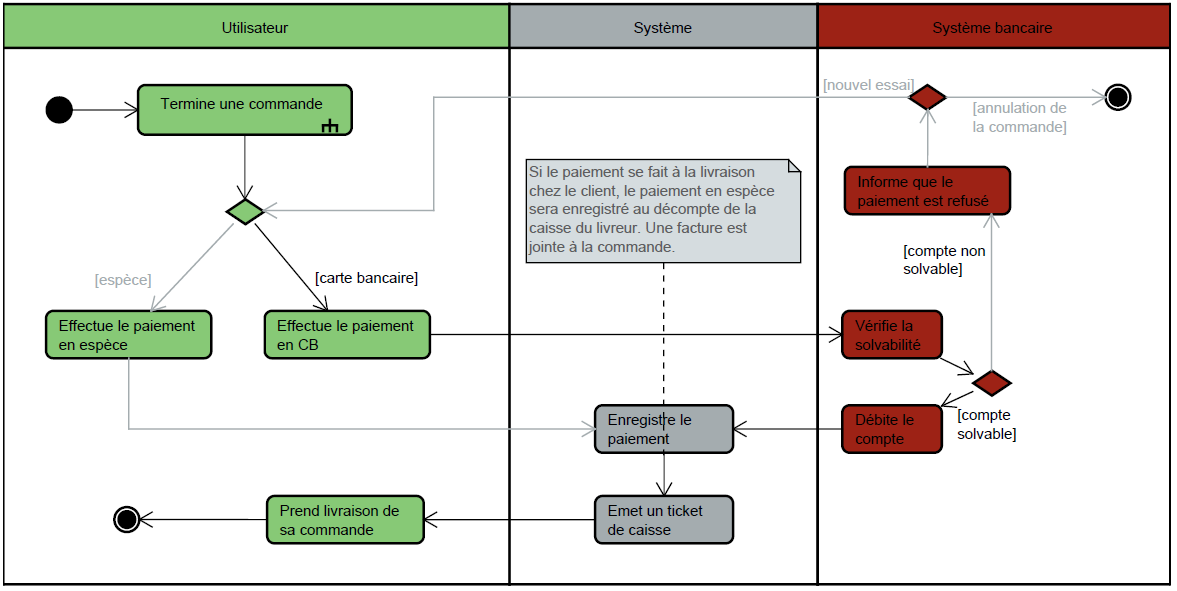 Utilisateur
Système
Système bancaire
Termine une commande
[nouvel essai]
[annulation de
la commande]
Si le paiement se fait à la livraison
chez le client, le paiement en espèce
sera enregistré au décompte de la
caisse du livreur. Une facture est
jointe à la commande.
Informe que le
paiement est refusé
[compte non
solvable]
[espèce]
[carte bancaire]
Effectue le paiement
en espèce
Effectue le paiement
en CB
Vérifie la
solvabilité
Enregistre le
paiement
Débite le
compte
[compte
solvable]
Prend livraison de
sa commande
Emet un ticket
de caisse